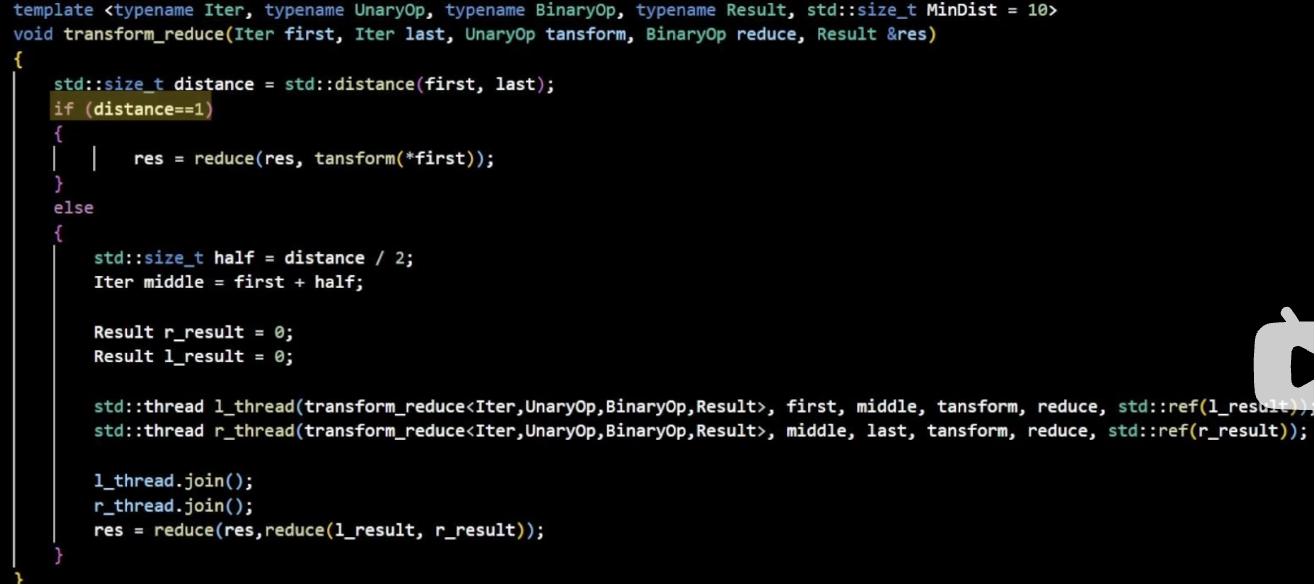 template <typename Iter, typename UnaryOp, typename BinaryOp, typename Result, std::size_t MinDist = 10>
void transform_reduce(Iter first, Iter last, UnaryOp tansform, BinaryOp reduce, Result &res)
{
std::size_t distance = std::distance(first, last);
if (distance==1)
{
res = reduce(res, tansform(*first));
}
else
{
std::size_t half = distance / 2;
Iter middle = first + half;
Result r_result = 0;
Result l_result = 0;
std::thread l_thread(transform_reduce<Iter,UnaryOp,BinaryOp,Result>, first, middle, tansform, reduce, std::ref(l_result));
std::thread r_thread(transform_reduce<Iter,UnaryOp,BinaryOp,Result>, middle, last, tansform, reduce, std::ref(r_result));
l_thread.join();
r_thread.join();
res = reduce(res,reduce(l_result, r_result));
}
}